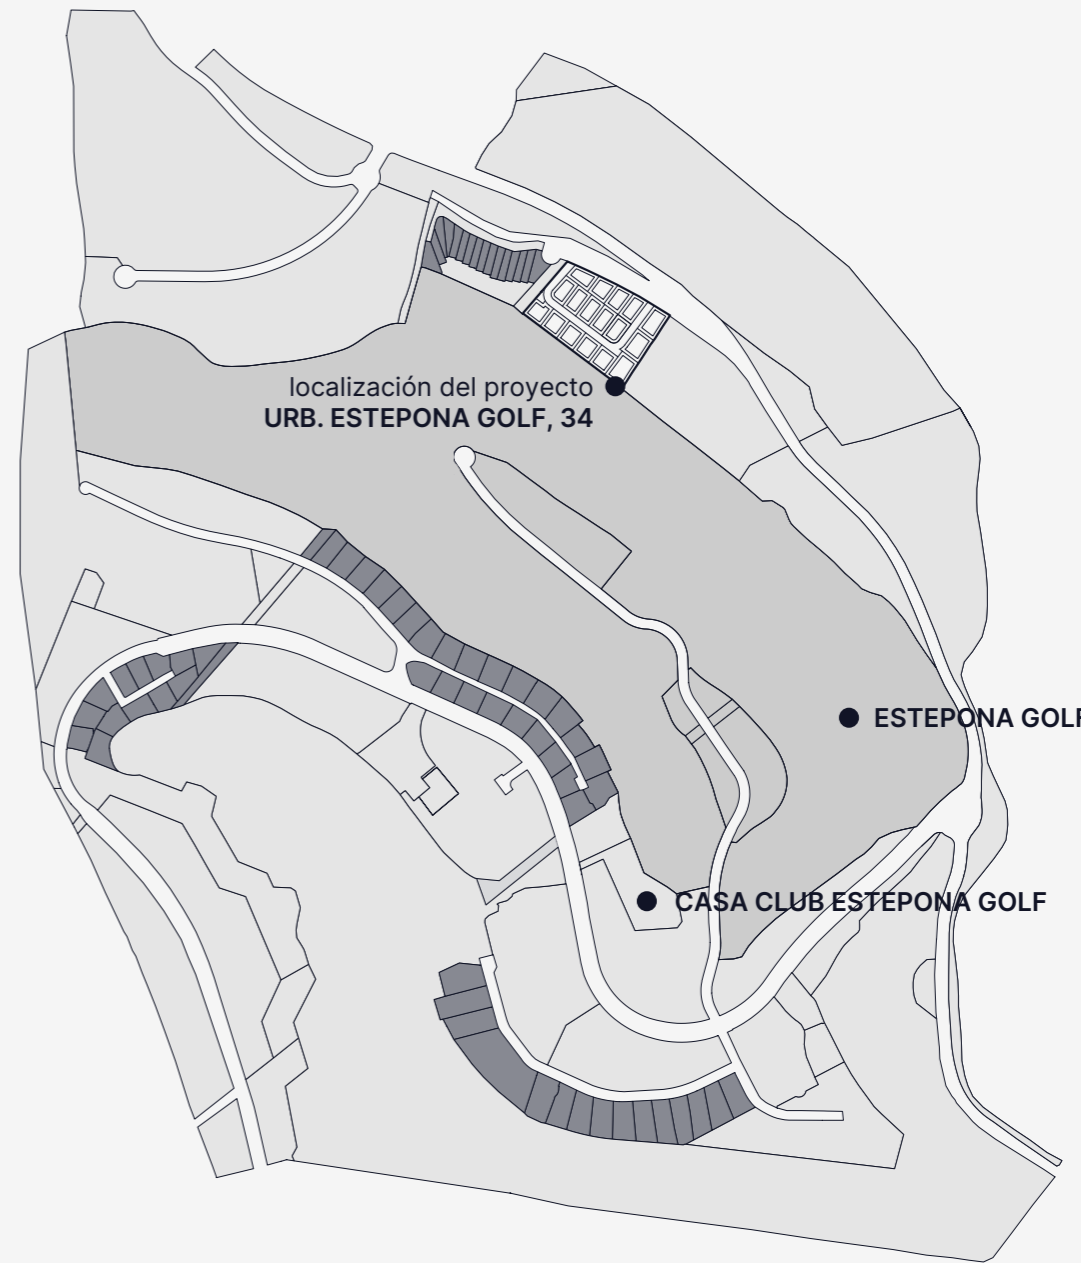 localización del proyecto
URB. ESTEPONA GOLF, 34
ESTEPONA GOLF
CASA CLUB ESTEPONA GOLF